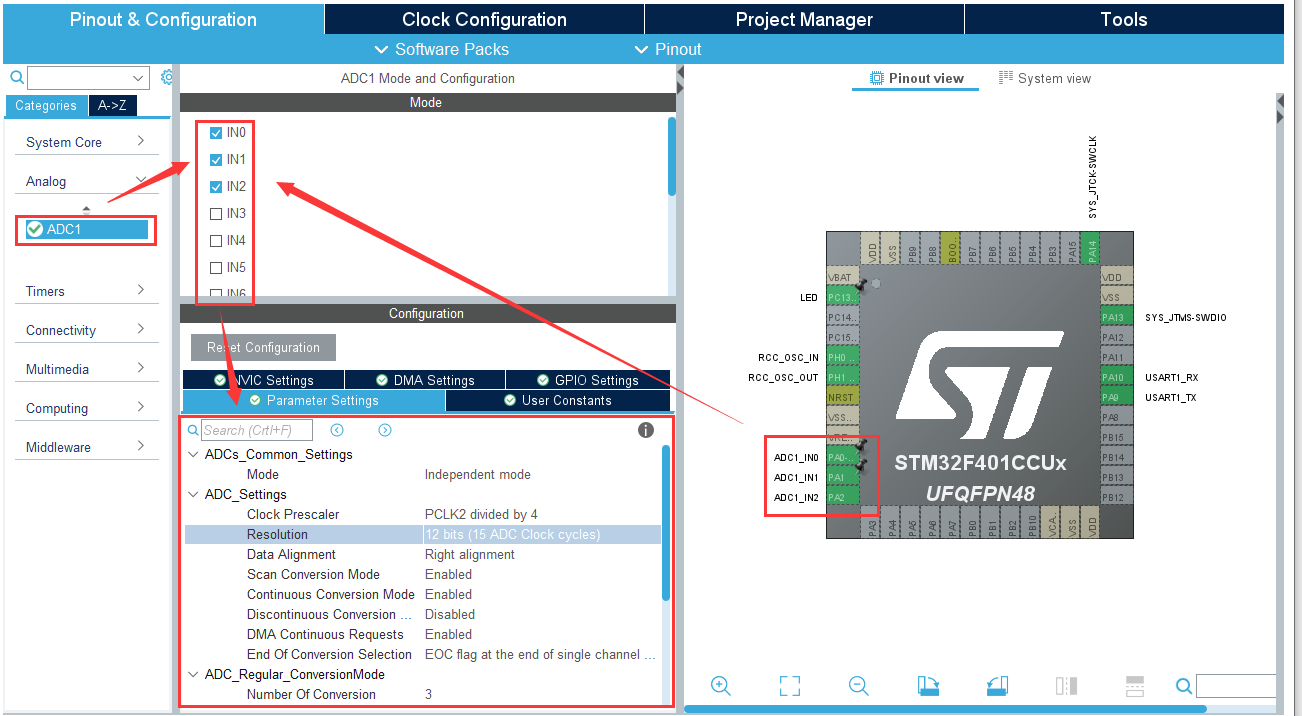 Pinout & Configuration
Clock Configuration
Project Manager
Tools
Software Packs
Pinout
Categories
A->Z
System Core
Analog
ADC1
Timers
Connectivity
Multimedia
Computing
Middleware
ADC1 Mode and Configuration
Mode
IN0
IN1
IN2
IN3
IN4
IN5
IN6
Configuration
Reset Configuration
NVIC Settings
DMA Settings
GPIO Settings
Parameter Settings
User Constants
Search (Crtl+F)
ADCs_Common_Settings
Mode Independent mode
ADC_Settings
Clock Prescaler PCLK2 divided by 4
Resolution 12 bits (15 ADC Clock cycles)
Data Alignment Right alignment
Scan Conversion Mode Enabled
Continuous Conversion Mode Enabled
Discontinuous Conversion ... Disabled
DMA Continuous Requests Enabled
End Of Conversion Selection EOC flag at the end of single channel ...
ADC_Regular_ConversionMode
Number Of Conversion 3
Pinout view
System view
SYS_JTCK-SWCLK
VDD
VSS
PB9
PB8
BOO..
PB7
PB6
PB5
PB4
PB3
PA15
PA14
VBAT
LED PC13..
PC14..
PC15..
RCC_OSC_IN PH0 ..
RCC_OSC_OUT PH1 ..
NRST
VSS..
VRE..
ADC1_IN0 PA0-..
ADC1_IN1 PA1
ADC1_IN2 PA2
STM32F401CCUx
UFQFPN48
VDD
VSS
PA13 SYS_JTMS-SWDIO
PA12
PA11
PA10 USART1_RX
PA9 USART1_TX
PA8
PB15
PB14
PB13
PB12
PA3
PA4
PA5
PA6
PA7
PB0
PB1
PB2
PB10
VCA..
VSS
VDD